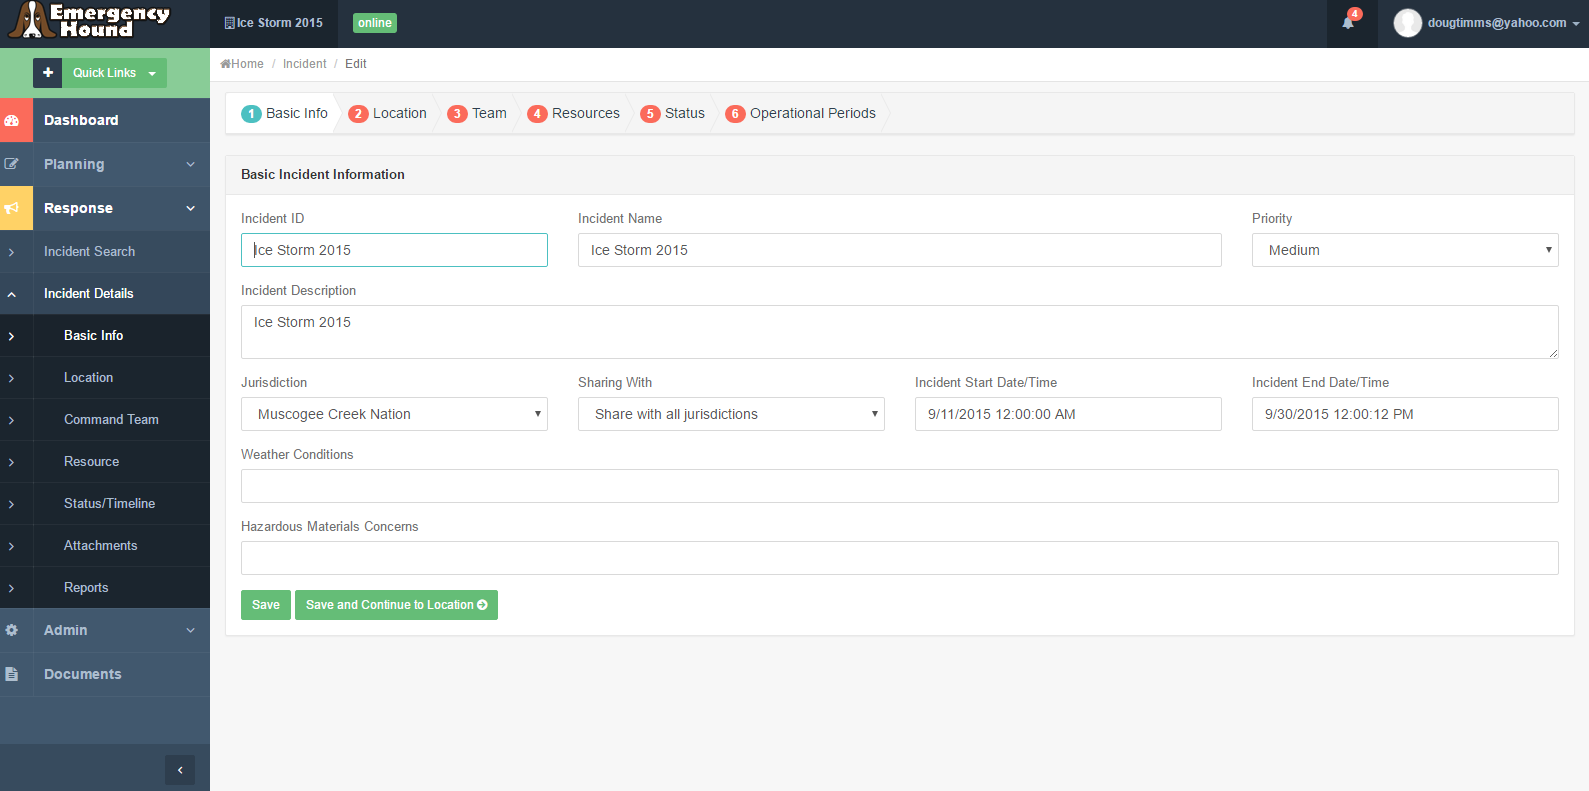 Emergency
Hound
Ice Storm 2015
online
4
dougtimms@yahoo.com
Quick Links
Home / Incident / Edit
Dashboard
Planning
Response
Incident Search
Incident Details
Basic Info
Location
Command Team
Resource
Status/Timeline
Attachments
Reports
Admin
Documents
1 Basic Info
2 Location
3 Team
4 Resources
5 Status
6 Operational Periods
Basic Incident Information
Incident ID
Incident Name
Priority
Ice Storm 2015
Ice Storm 2015
Medium
Incident Description
Ice Storm 2015
Jurisdiction
Sharing With
Incident Start Date/Time
Incident End Date/Time
Muscogee Creek Nation
Share with all jurisdictions
9/11/2015 12:00:00 AM
9/30/2015 12:00:12 PM
Weather Conditions
Hazardous Materials Concerns
Save
Save and Continue to Location